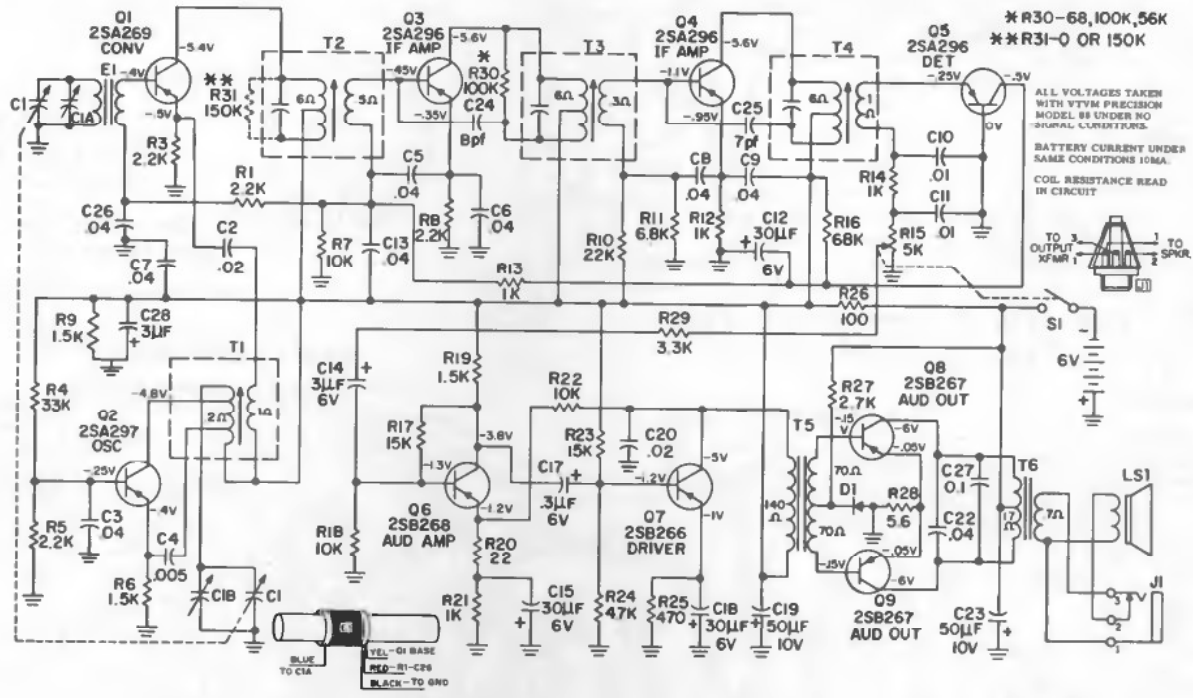 Q1
2SA269
CONV
Q3
2SA296
IF AMP
Q4
2SA296
IF AMP
Q5
2SA296
DET
* R30-68,100K,56K
** R31-0 OR 150K
ALL VOLTAGES TAKEN
WITH VTVM PRECISION
MODEL 88 UNDER NO
SIGNAL CONDITIONS.
BATTERY CURRENT UNDER
SAME CONDITIONS 10MA.
COIL RESISTANCE READ
IN CIRCUIT
C1
C1A
E1
-.4V
-5.4V
-.5V
**
R31
150K
T2
6Ω
5Ω
-.45V
-.35V
-5.6V
*
R30
100K
C24
8pf
T3
6Ω
3Ω
-1.1V
-.95V
-5.6V
C25
7pf
T4
6Ω
1Ω
-.25V
-.5V
0V
R3
2.2K
R1
2.2K
C26
.04
C7
.04
C2
.02
R7
10K
C13
.04
C5
.04
R8
2.2K
C6
.04
R10
22K
R11
6.8K
C8
.04
C9
.04
R12
1K
C12
30µF
+
6V
R16
68K
R14
1K
C10
.01
C11
.01
R15
5K
R13
1K
TO
OUTPUT
XFMR
3
1
1
2
TO
SPKR.
J1
R26
100
S1
-
6V
+
R9
1.5K
C28
3µF
+
T1
2Ω
1Ω
R4
33K
Q2
2SA297
OSC
-4.8V
-.25V
-.4V
R5
2.2K
C3
.04
C4
.005
R6
1.5K
C1B
C1
C14
3µF
6V
+
R29
3.3K
R19
1.5K
R17
15K
-3.8V
-1.3V
-1.2V
Q6
2SB268
AUD AMP
R18
10K
R20
22
R21
1K
C15
30µF
6V
+
R22
10K
C17
.3µF
6V
+
R23
15K
-1.2V
R24
4.7K
C20
.02
-5V
-1V
Q7
2SB266
DRIVER
R25
470
C18
30µF
6V
+
C19
50µF
10V
+
T5
140
Ω
70Ω
70Ω
R27
2.7K
-.15
V
Q8
2SB267
AUD OUT
-6V
-.05V
D1
R28
5.6
-.05V
-.15V
-6V
Q9
2SB267
AUD OUT
C27
0.1
C22
.04
T6
17
Ω
7Ω
C23
50µF
10V
+
LS1
J1
3
2
1
BLUE
TO C1A
YEL-Q1 BASE
RED-R1-C26
BLACK-TO GND